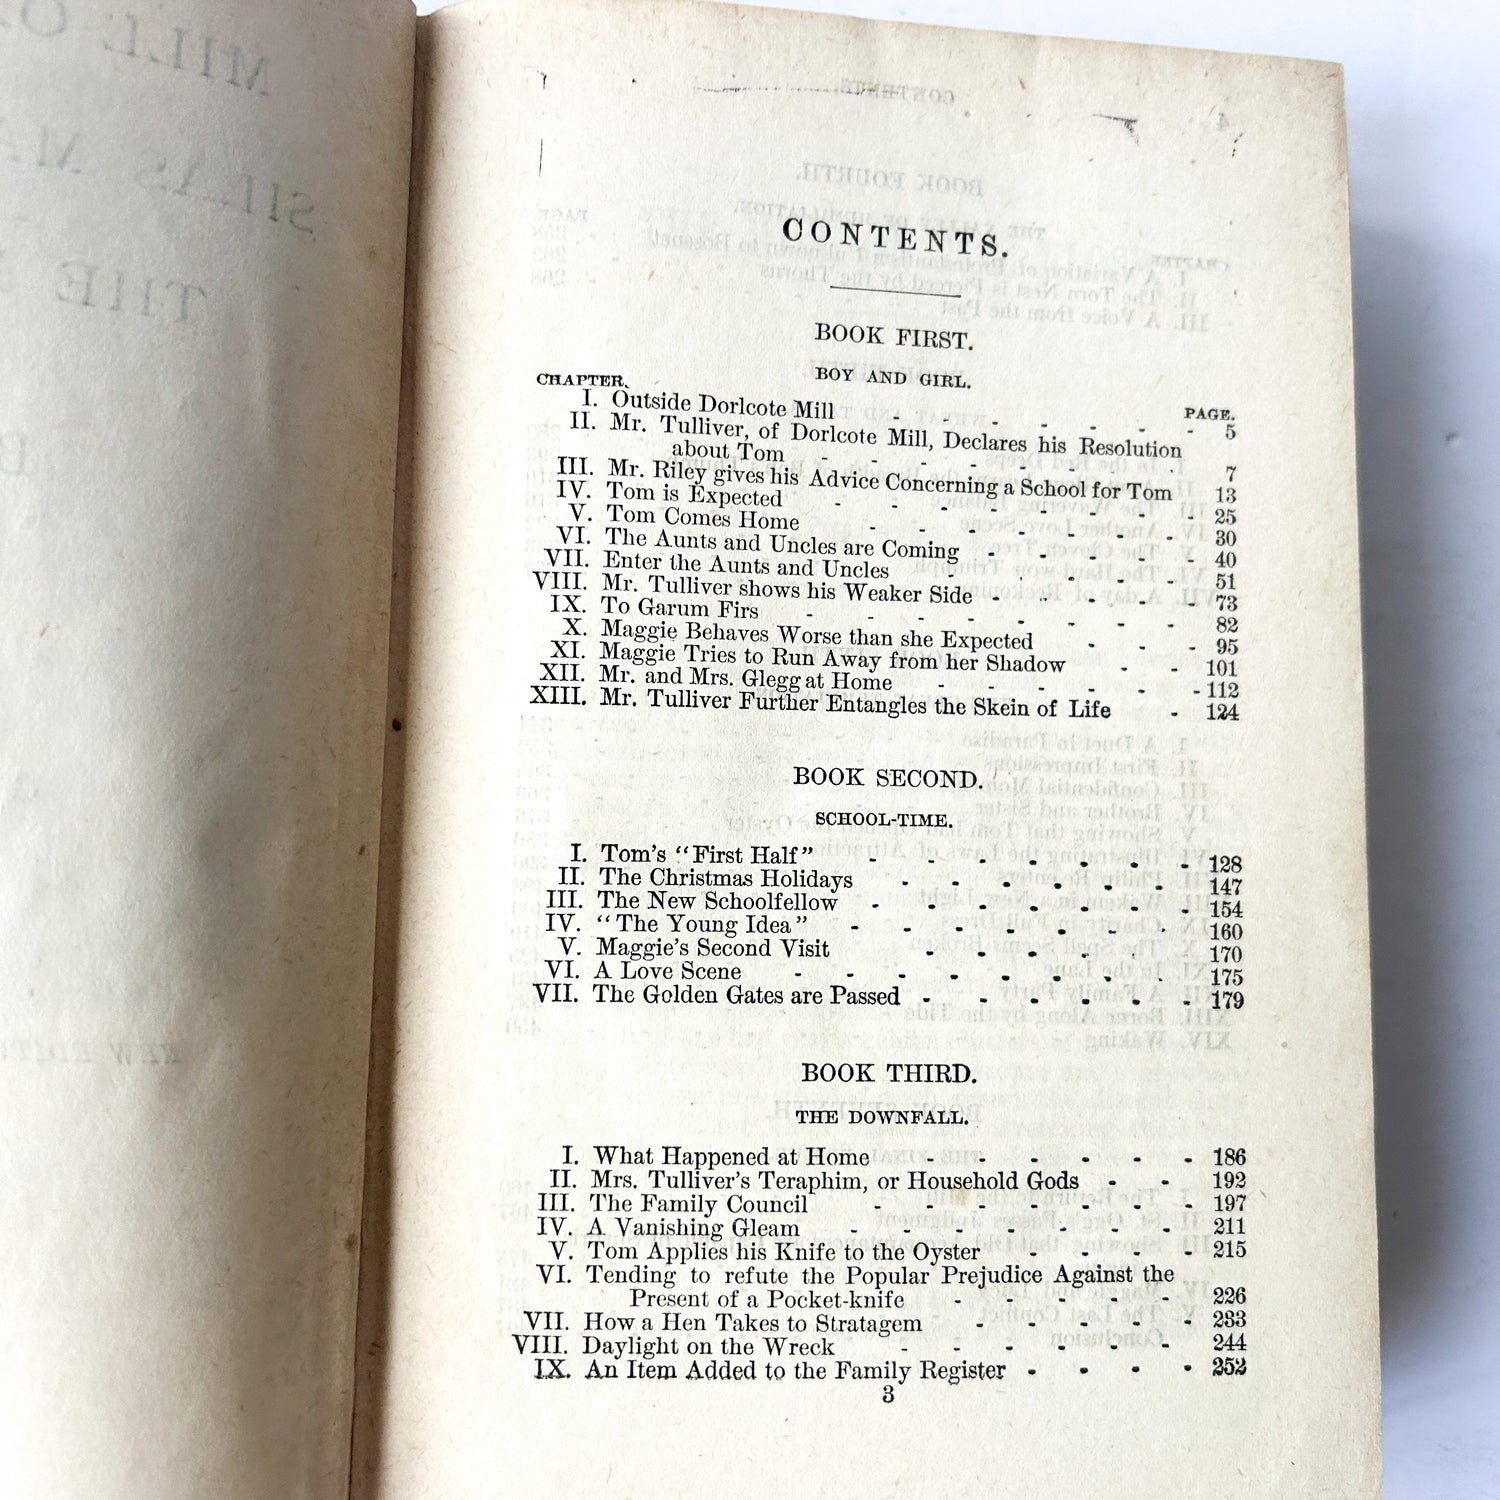 CONTENTS.
BOOK FIRST.
BOY AND GIRL.
CHAPTER. PAGE.
I. Outside Dorlcote Mill - - - - - - - 5
II. Mr. Tulliver, of Dorlcote Mill, Declares his Resolution
about Tom - - - - - - - 7
III. Mr. Riley gives his Advice Concerning a School for Tom 13
IV. Tom is Expected - - - - - - - - 25
V. Tom Comes Home - - - - - - - 30
VI. The Aunts and Uncles are Coming - - - - - 40
VII. Enter the Aunts and Uncles - - - - - 51
VIII. Mr. Tulliver shows his Weaker Side - - - - - 73
IX. To Garum Firs - - - - - - - - 82
X. Maggie Behaves Worse than she Expected - - - 95
XI. Maggie Tries to Run Away from her Shadow - - 101
XII. Mr. and Mrs. Glegg at Home - - - - - - 112
XIII. Mr. Tulliver Further Entangles the Skein of Life - 124
BOOK SECOND.
SCHOOL-TIME.
I. Tom's "First Half" - - - - - - - 128
II. The Christmas Holidays - - - - - - 147
III. The New Schoolfellow - - - - - - - 154
IV. "The Young Idea" - - - - - - - 160
V. Maggie's Second Visit - - - - - 170
VI. A Love Scene - - - - - - - - 175
VII. The Golden Gates are Passed - - - - - - 179
BOOK THIRD.
THE DOWNFALL.
I. What Happened at Home - - - - - - 186
II. Mrs. Tulliver's Teraphim, or Household Gods - - 192
III. The Family Council - - - - - - - 197
IV. A Vanishing Gleam - - - - - - - 211
V. Tom Applies his Knife to the Oyster - - - - 215
VI. Tending to refute the Popular Prejudice Against the
Present of a Pocket-knife - - - - - 226
VII. How a Hen Takes to Stratagem - - - - - 233
VIII. Daylight on the Wreck - - - - - - 244
IX. An Item Added to the Family Register - - - - 252
3